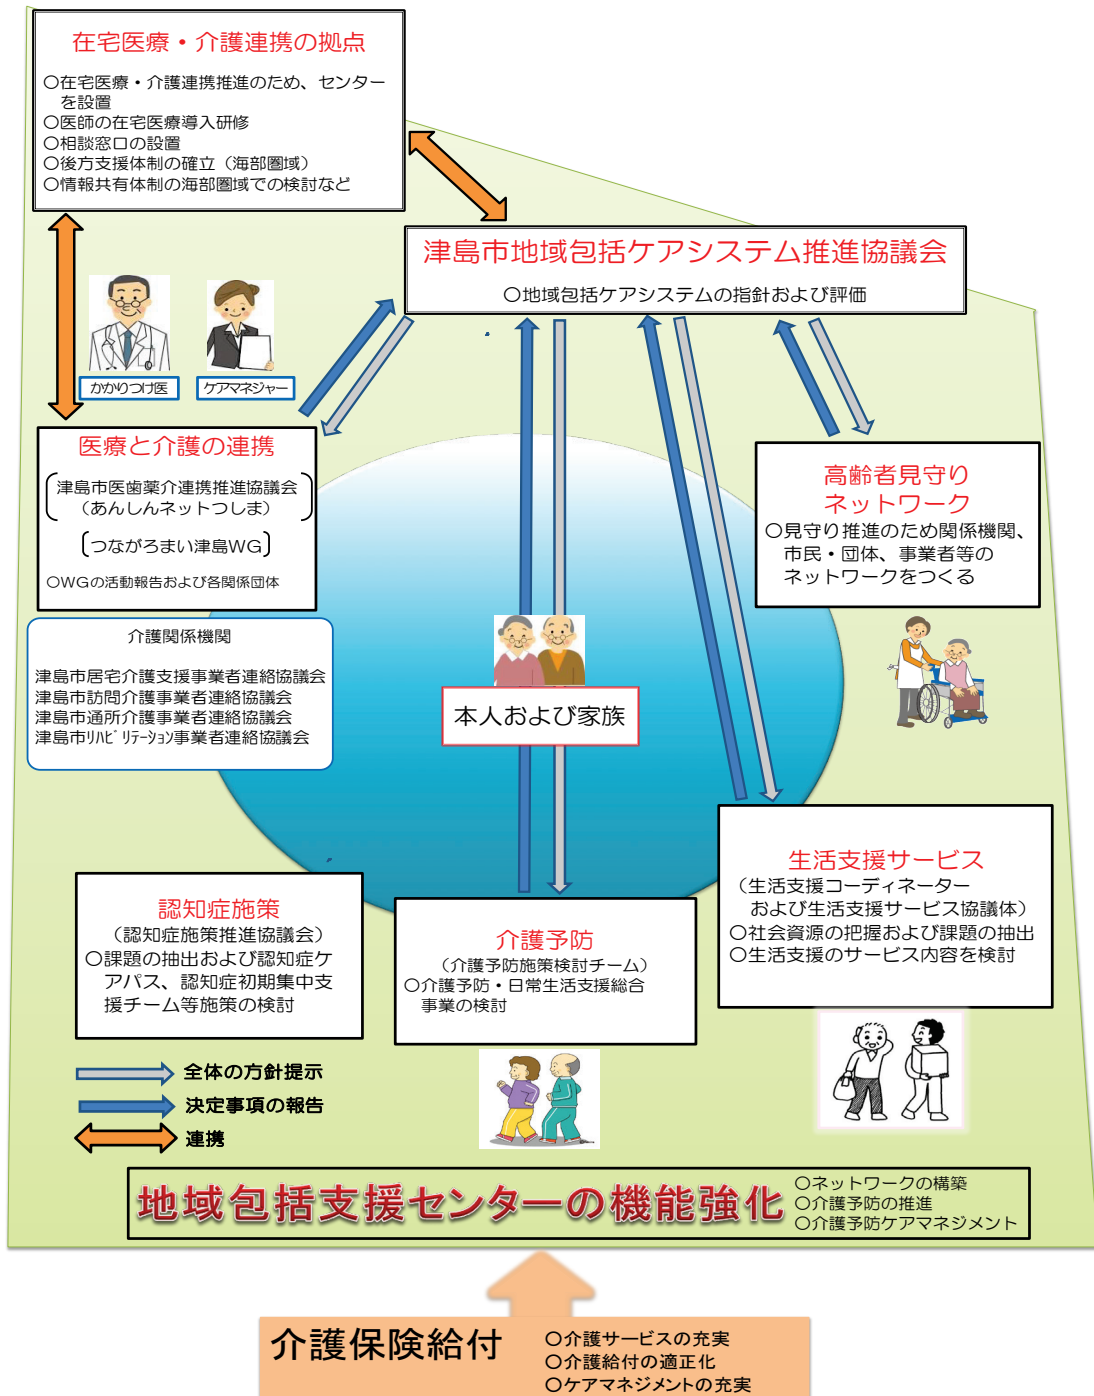 在宅医療・介護連携の拠点
○在宅医療・介護連携推進のため、センター
を設置
○医師の在宅医療導入研修
○相談窓口の設置
○後方支援体制の確立（海部圏域）
○情報共有体制の海部圏域での検討など
津島市地域包括ケアシステム推進協議会
○地域包括ケアシステムの指針および評価
かかりつけ医
ケアマネジャー
医療と介護の連携
津島市医歯薬介連携推進協議会
（あんしんネットつしま）
〔つながろまい津島WG〕
○WGの活動報告および各関係団体
高齢者見守り
ネットワーク
○見守り推進のため関係機関、
市民・団体、事業者等の
ネットワークをつくる
介護関係機関
津島市居宅介護支援事業者連絡協議会
津島市訪問介護事業者連絡協議会
津島市通所介護事業者連絡協議会
津島市ﾘﾊﾋﾞﾘﾃｰｼｮﾝ事業者連絡協議会
本人および家族
生活支援サービス
（生活支援コーディネーター
および生活支援サービス協議体）
○社会資源の把握および課題の抽出
○生活支援のサービス内容を検討
認知症施策
（認知症施策推進協議会）
○課題の抽出および認知症ケ
アパス、認知症初期集中支
援チーム等施策の検討
介護予防
（介護予防施策検討チーム）
○介護予防・日常生活支援総合
事業の検討
全体の方針提示
決定事項の報告
連携
地域包括支援センターの機能強化
○ネットワークの構築
○介護予防の推進
○介護予防ケアマネジメント
介護保険給付
○介護サービスの充実
○介護給付の適正化
○ケアマネジメントの充実